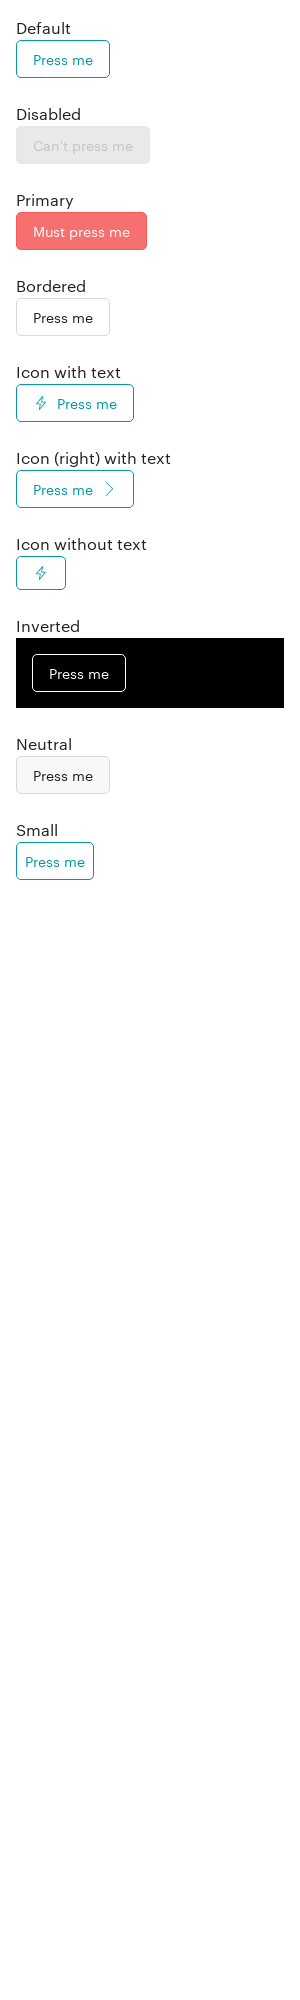 Default
Press me
Disabled
Can't press me
Primary
Must press me
Bordered
Press me
Icon with text
Press me
Icon (right) with text
Press me
Icon without text
Inverted
Press me
Neutral
Press me
Small
Press me